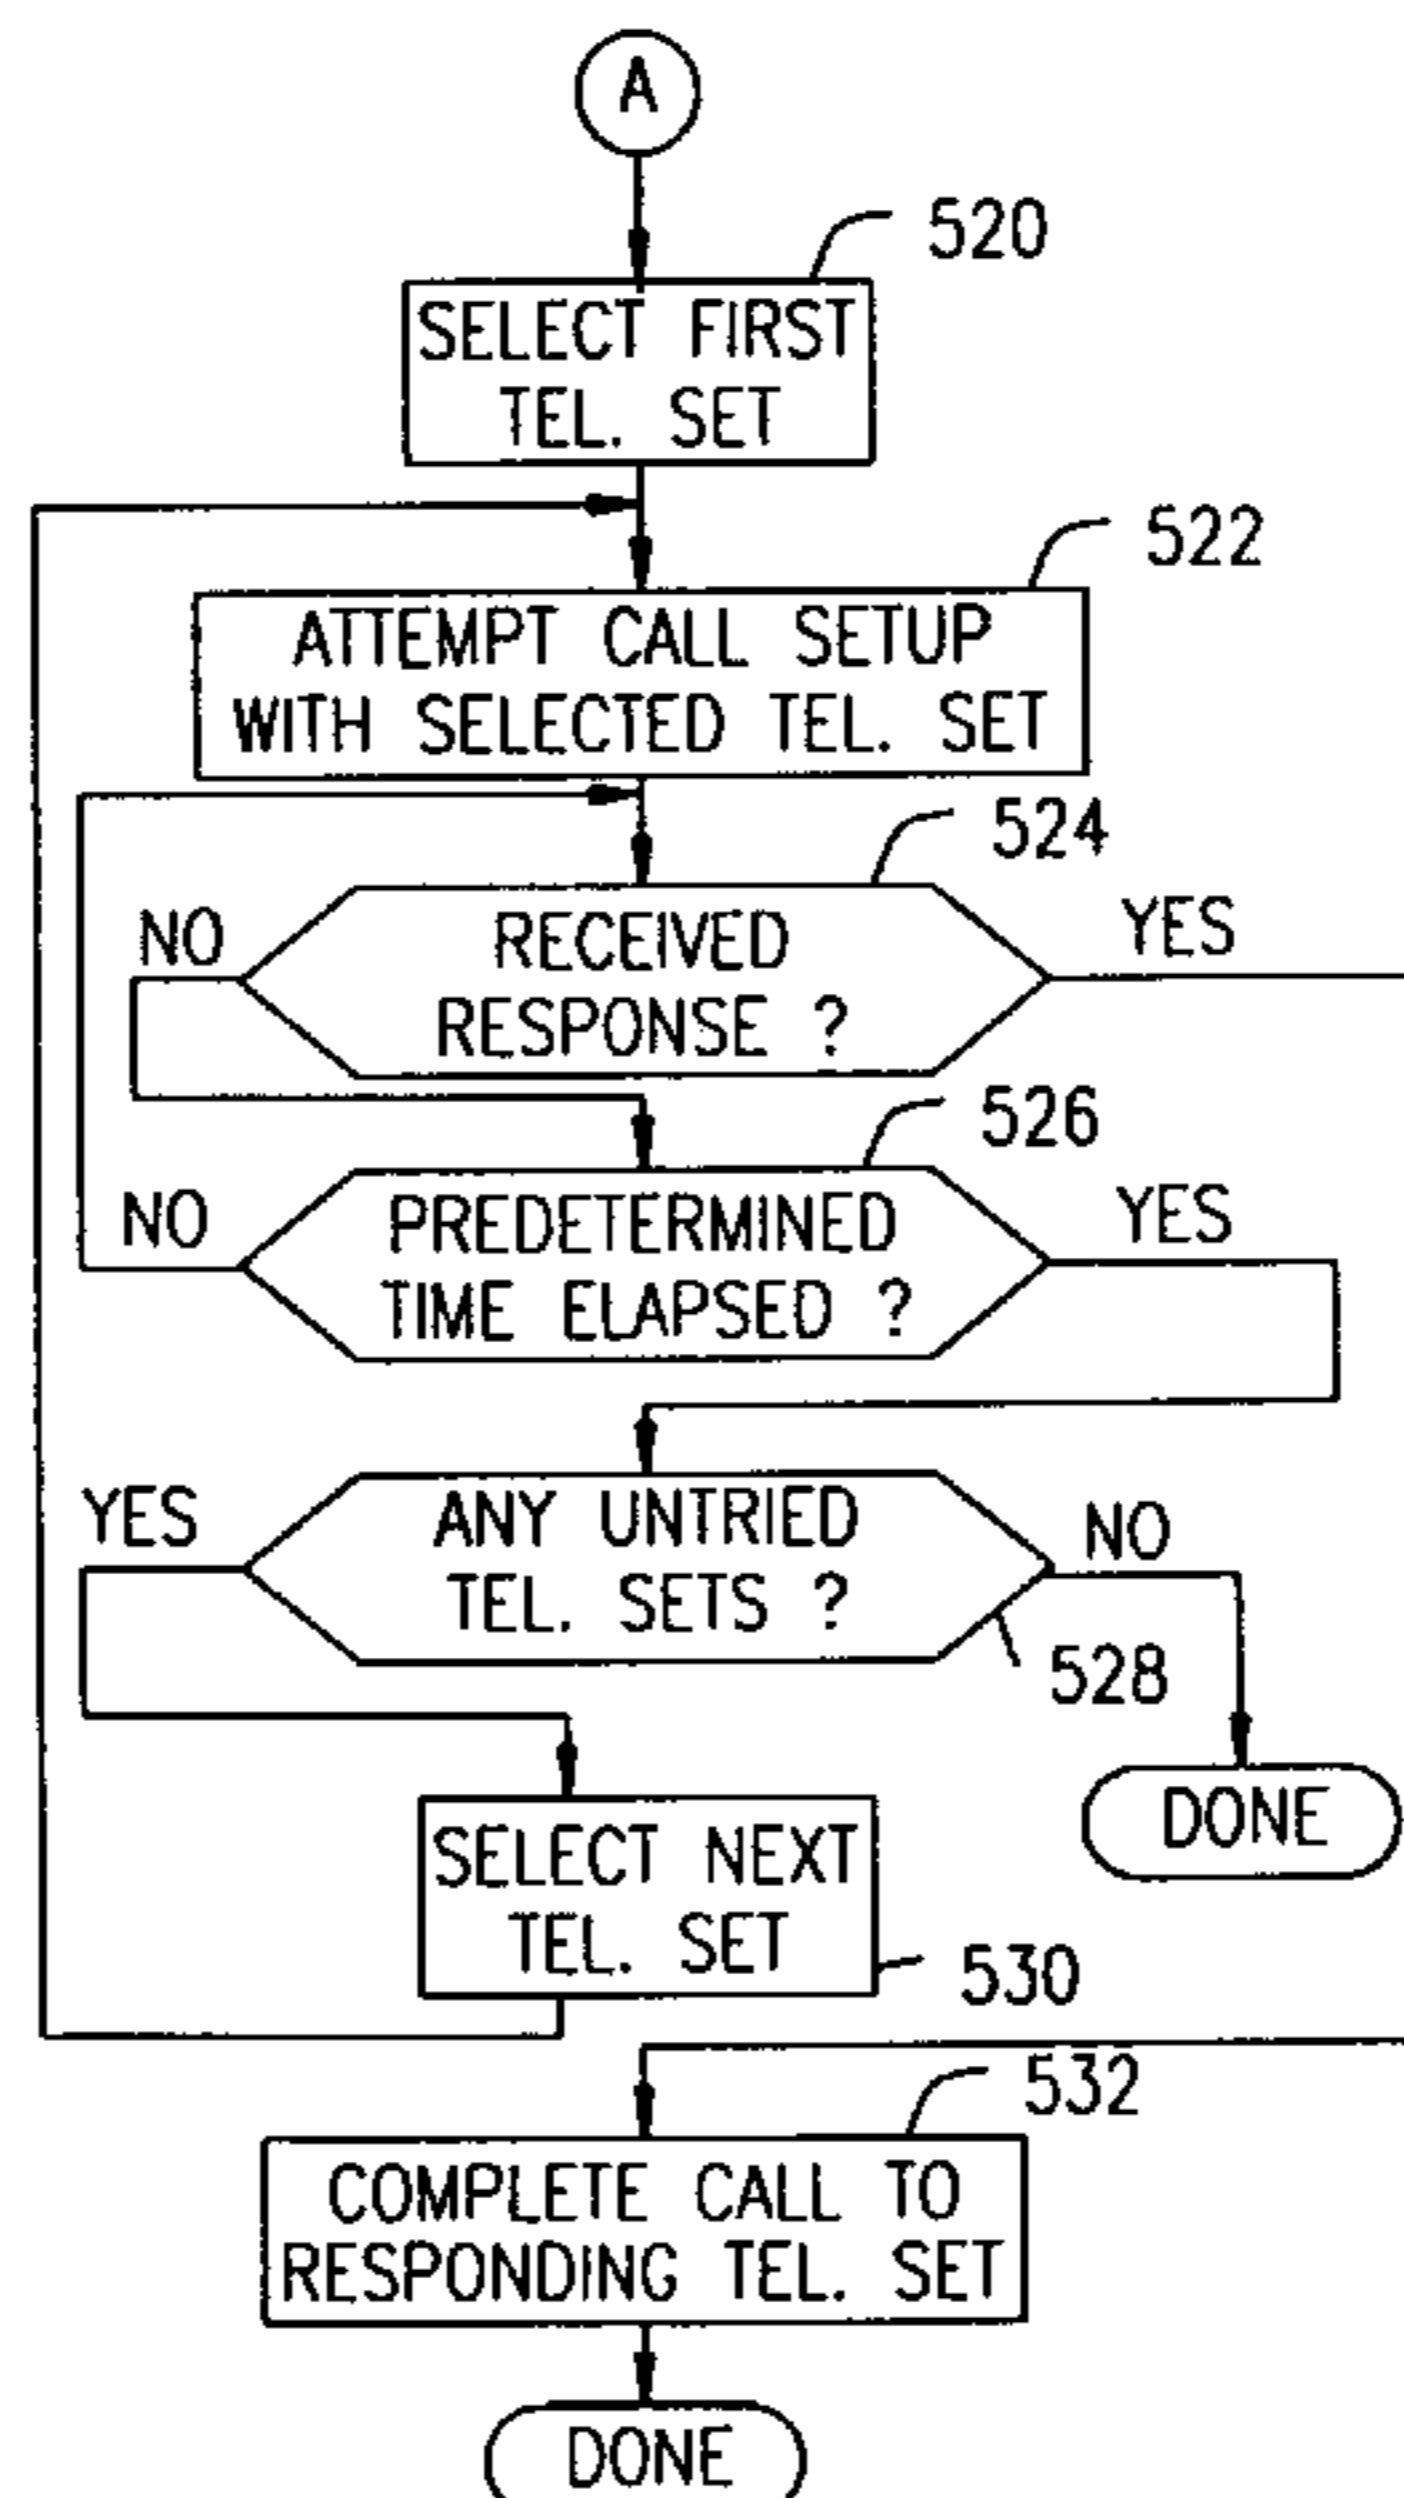 A
520
SELECT FIRST
TEL. SET
522
ATTEMPT CALL SETUP
WITH SELECTED TEL. SET
524
NO
RECEIVED
RESPONSE ?
YES
526
NO
PREDETERMINED
TIME ELAPSED ?
YES
YES
ANY UNTRIED
TEL. SETS ?
NO
528
DONE
SELECT NEXT
TEL. SET
530
532
COMPLETE CALL TO
RESPONDING TEL. SET
DONE